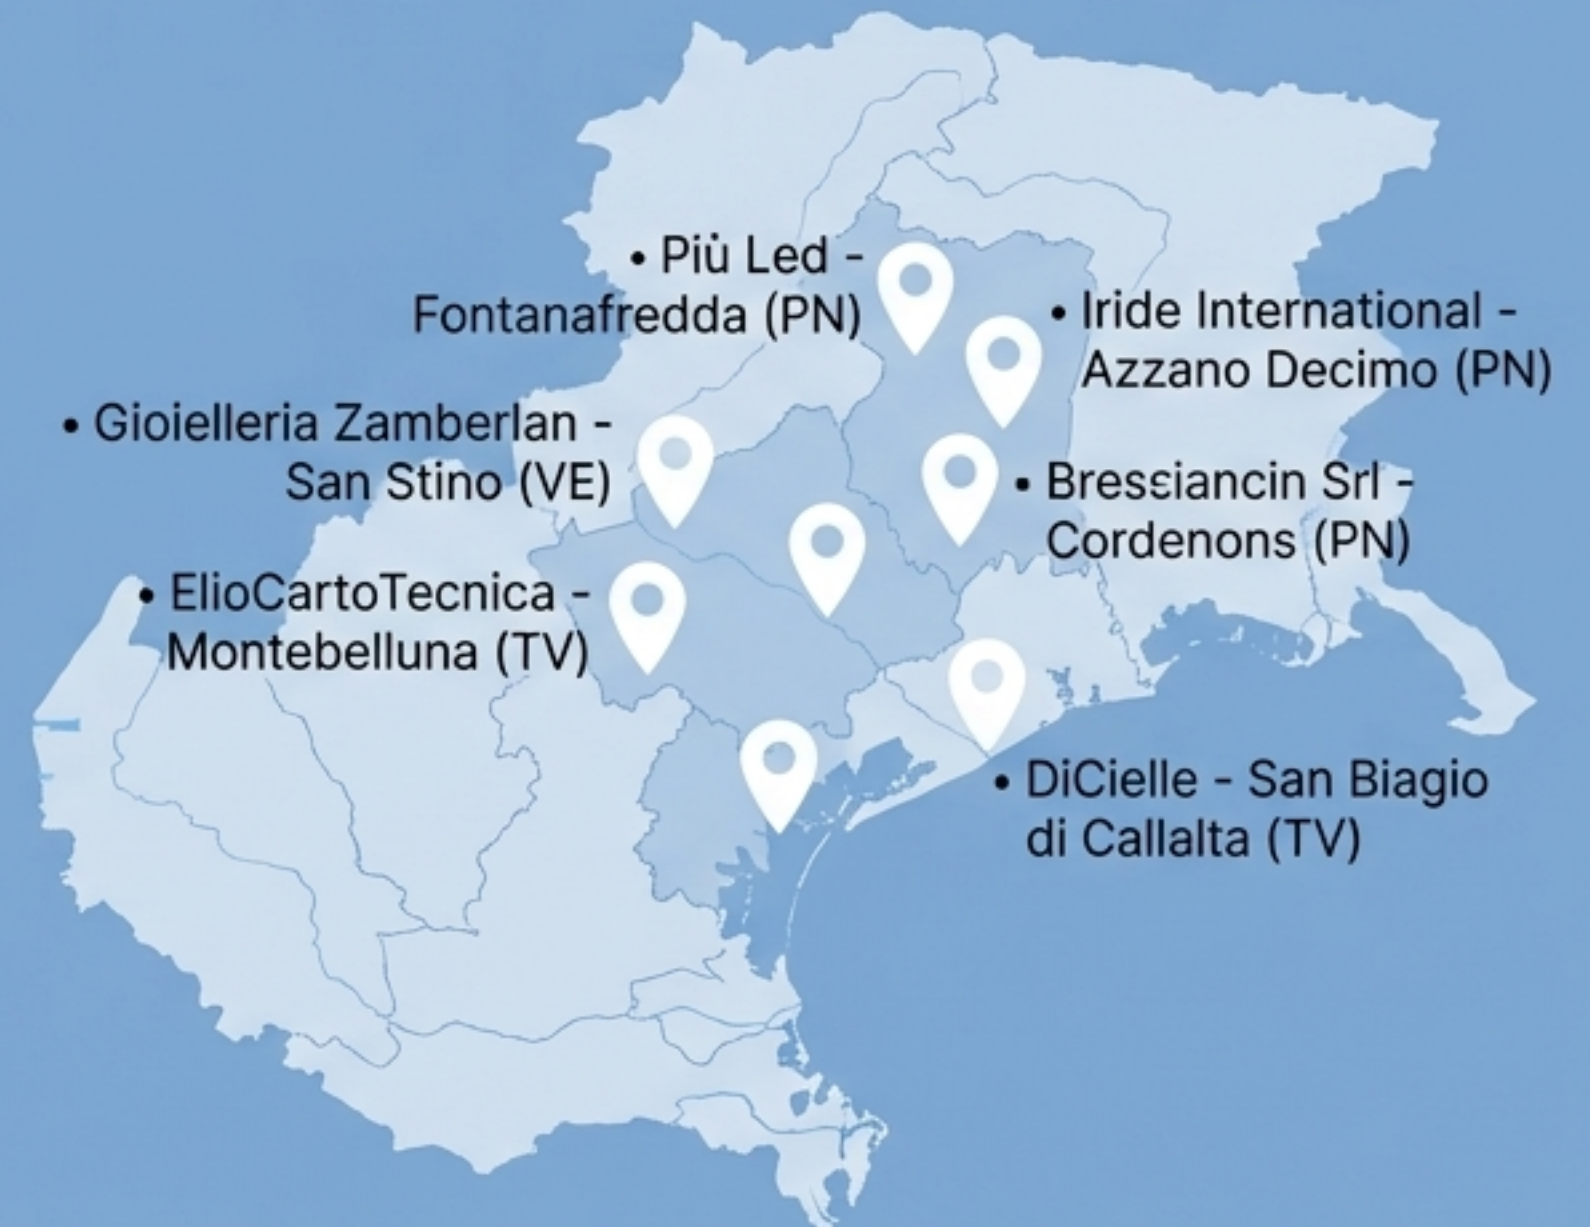 • Più Led -
Fontanafredda (PN)
• Iride International -
Azzano Decimo (PN)
• Gioielleria Zamberlan -
San Stino (VE)
• Bressiancin Srl -
Cordenons (PN)
• ElioCartoTecnica -
Montebelluna (TV)
• DiCielle - San Biagio
di Callalta (TV)